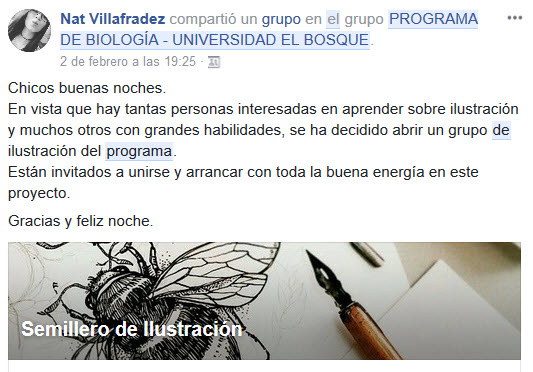 Nat Villafradez compartió un grupo en el grupo PROGRAMA
DE BIOLOGÍA - UNIVERSIDAD EL BOSQUE.
2 de febrero a las 19:25 ·
Chicos buenas noches.
En vista que hay tantas personas interesadas en aprender sobre ilustración
y muchos otros con grandes habilidades, se ha decidido abrir un grupo de
ilustración del programa.
Están invitados a unirse y arrancar con toda la buena energía en este
proyecto.
Gracias y feliz noche.
Semillero de Ilustración